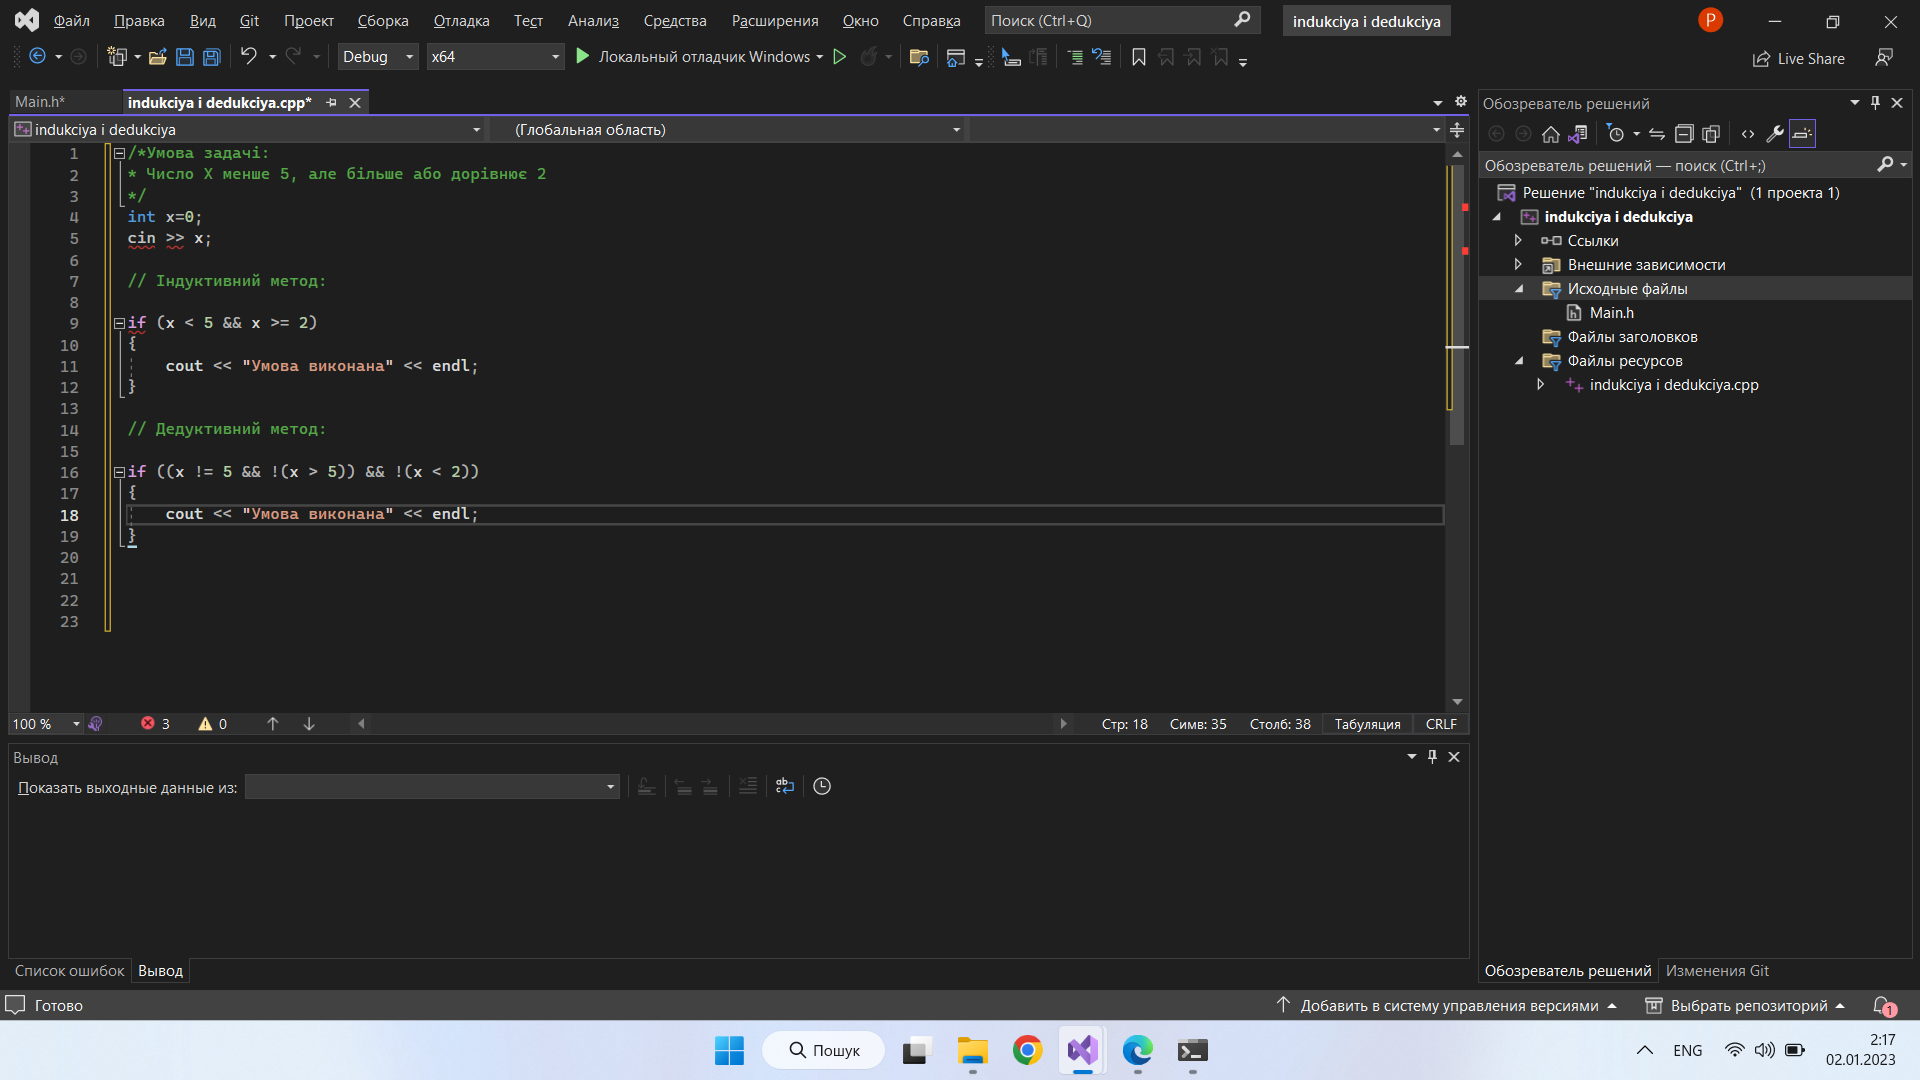 Файл Правка Вид Git Проект Сборка Отладка Тест Анализ Средства Расширения Окно Справка Поиск (Ctrl+Q) indukciya i dedukciya P
Debug x64 Локальный отладчик Windows Live Share
Main.h* indukciya i dedukciya.cpp*
indukciya i dedukciya (Глобальная область)
1 /*Умова задачі:
2 * Число X менше 5, але більше або дорівнює 2
3 */
4 int x=0;
5 cin >> x;
6
7 // Індуктивний метод:
8
9 if (x < 5 && x >= 2)
10 {
11 cout << "Умова виконана" << endl;
12 }
13
14 // Дедуктивний метод:
15
16 if ((x != 5 && !(x > 5)) && !(x < 2))
17 {
18 cout << "Умова виконана" << endl;
19 }
20
21
22
23
100 % 3 0 Стр: 18 Симв: 35 Столб: 38 Табуляция CRLF
Вывод
Показать выходные данные из:
Список ошибок Вывод
Обозреватель решений
Обозреватель решений — поиск (Ctrl+;)
Решение "indukciya i dedukciya" (1 проекта 1)
indukciya i dedukciya
Ссылки
Внешние зависимости
Исходные файлы
Main.h
Файлы заголовков
Файлы ресурсов
indukciya i dedukciya.cpp
Обозреватель решений Изменения Git
Готово Добавить в систему управления версиями Выбрать репозиторий 1
Пошук ENG 2:17
02.01.2023